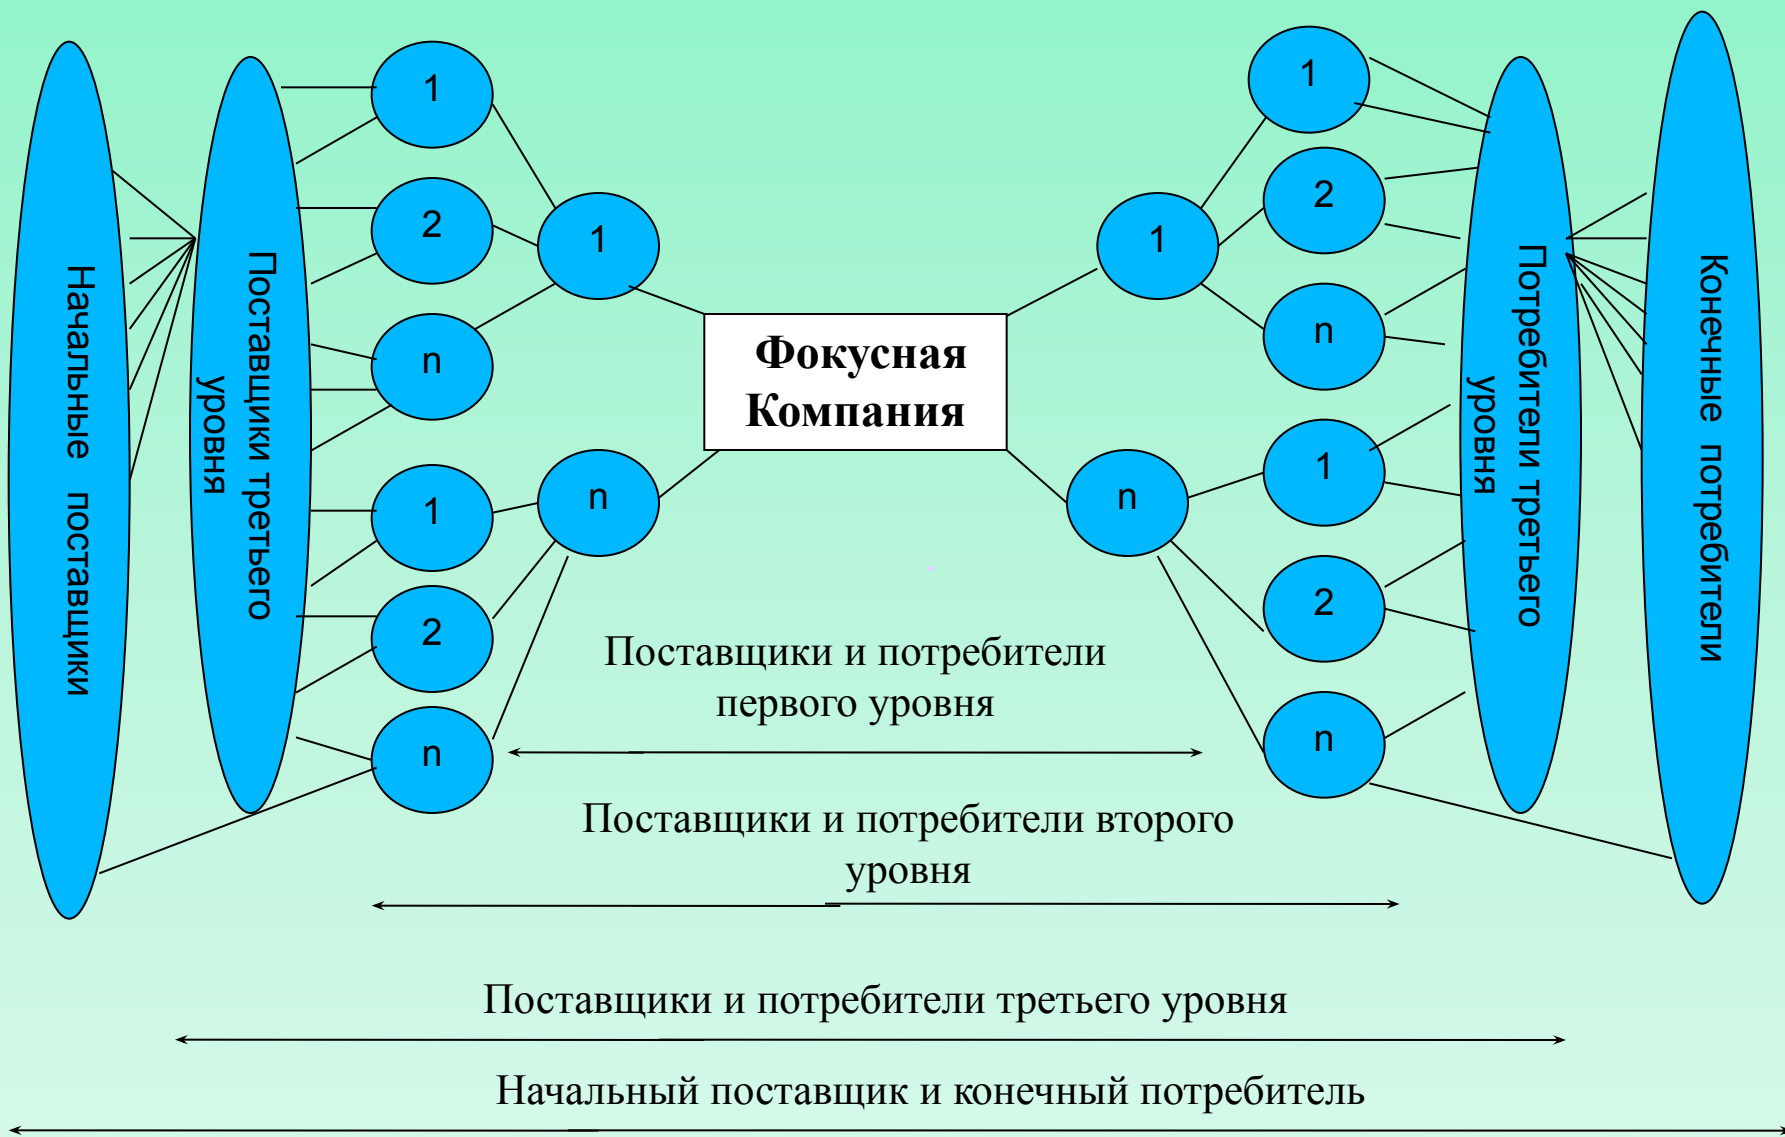 Начальные поставщики
Поставщики третьего
уровня
1
2
n
1
2
n
1
n
Фокусная
Компания
1
n
1
2
n
1
2
n
Потребители третьего
уровня
Конечные потребители
Поставщики и потребители
первого уровня
Поставщики и потребители второго
уровня
Поставщики и потребители третьего уровня
Начальный поставщик и конечный потребитель